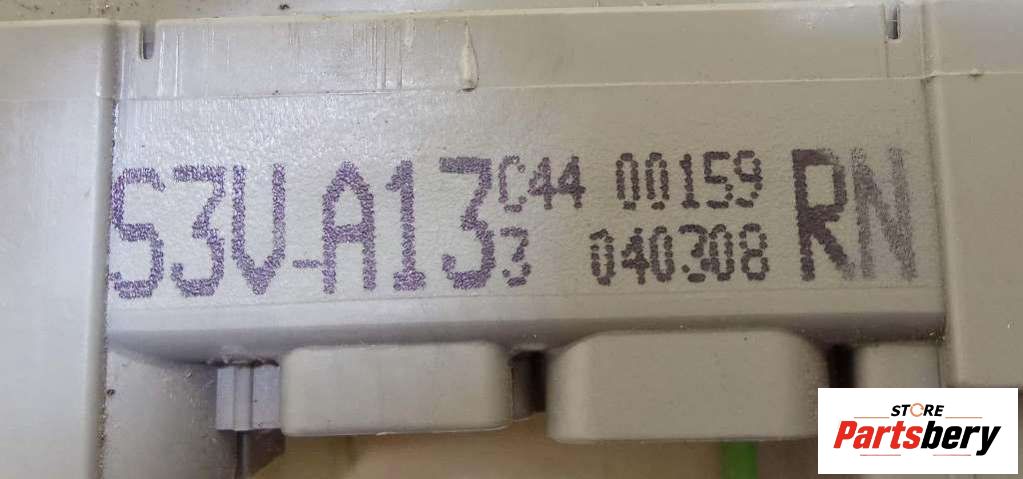 S3V-A13 C44 00159 RN
3 040308
STORE
Partsbery